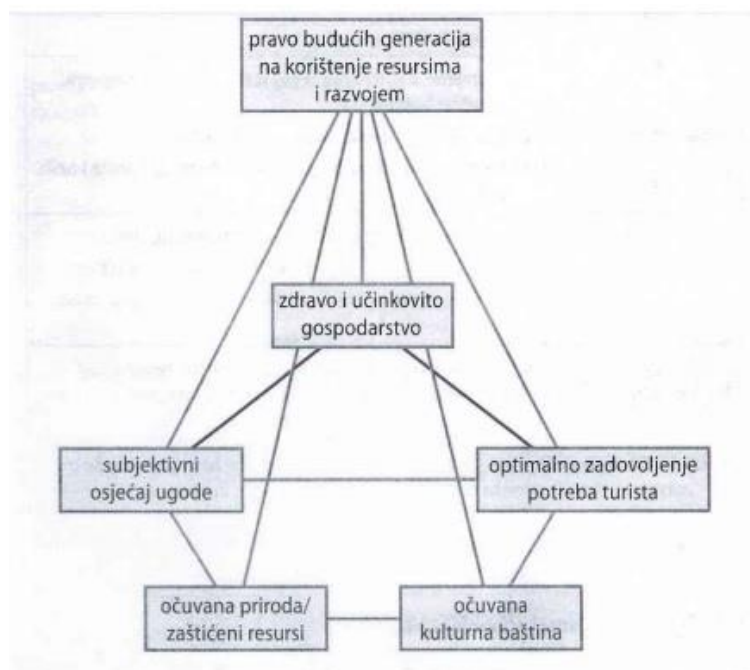 pravo budućih generacija
na korištenje resursima
i razvojem
zdravo i učinkovito
gospodarstvo
subjektivni
osjećaj ugode
optimalno zadovoljenje
potreba turista
očuvana priroda/
zaštićeni resursi
očuvana
kulturna baština